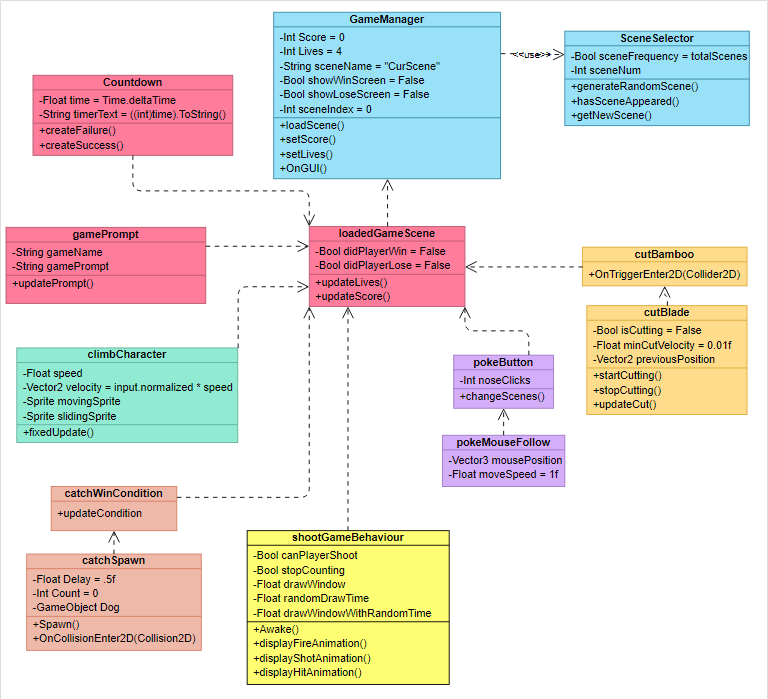 GameManager
-Int Score = 0
-Int Lives = 4
-String sceneName = "CurScene"
-Bool showWinScreen = False
-Bool showLoseScreen = False
-Int sceneIndex = 0
+loadScene()
+setScore()
+setLives()
+OnGUI()
<<use>>
SceneSelector
-Bool sceneFrequency = totalScenes
-Int sceneNum
+generateRandomScene()
+hasSceneAppeared()
+getNewScene()
Countdown
-Float time = Time.deltaTime
-String timerText = ((int)time).ToString()
+createFailure()
+createSuccess()
gamePrompt
-String gameName
-String gamePrompt
+updatePrompt()
loadedGameScene
-Bool didPlayerWin = False
-Bool didPlayerLose = False
+updateLives()
+updateScore()
cutBamboo
+OnTriggerEnter2D(Collider2D)
cutBlade
-Bool isCutting = False
-Float minCutVelocity = 0.01f
-Vector2 previousPosition
+startCutting()
+stopCutting()
+updateCut()
climbCharacter
-Float speed
-Vector2 velocity = input.normalized * speed
-Sprite movingSprite
-Sprite slidingSprite
+fixedUpdate()
pokeButton
-Int noseClicks
+changeScenes()
pokeMouseFollow
-Vector3 mousePosition
-Float moveSpeed = 1f
catchWinCondition
+updateCondition
catchSpawn
-Float Delay = .5f
-Int Count = 0
-GameObject Dog
+Spawn()
+OnCollisionEnter2D(Collision2D)
shootGameBehaviour
-Bool canPlayerShoot
-Bool stopCounting
-Float drawWindow
-Float randomDrawTime
-Float drawWindowWithRandomTime
+Awake()
+displayFireAnimation()
+displayShotAnimation()
+displayHitAnimation()